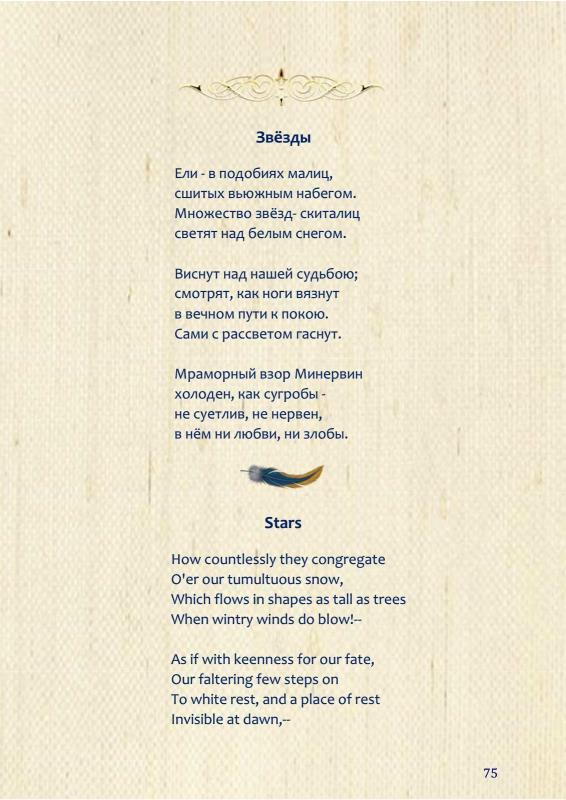 Звёзды
Ели - в подобиях малиц,
сшитых вьюжным набегом.
Множество звёзд- скиталиц
светят над белым снегом.
Виснут над нашей судьбою;
смотрят, как ноги вязнут
в вечном пути к покою.
Сами с рассветом гаснут.
Мраморный взор Минервин
холоден, как сугробы -
не суетлив, не нервен,
в нём ни любви, ни злобы.
Stars
How countlessly they congregate
O'er our tumultuous snow,
Which flows in shapes as tall as trees
When wintry winds do blow!--
As if with keenness for our fate,
Our faltering few steps on
To white rest, and a place of rest
Invisible at dawn,--
75